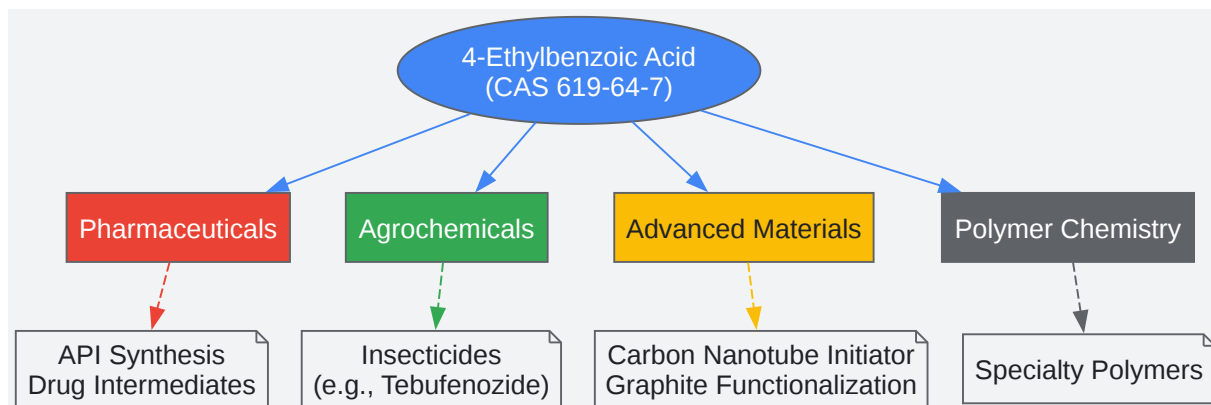 4-Ethylbenzoic Acid
(CAS 619-64-7)
Pharmaceuticals
Agrochemicals
Advanced Materials
Polymer Chemistry
API Synthesis
Drug Intermediates
Insecticides
(e.g., Tebufenozide)
Carbon Nanotube Initiator
Graphite Functionalization
Specialty Polymers